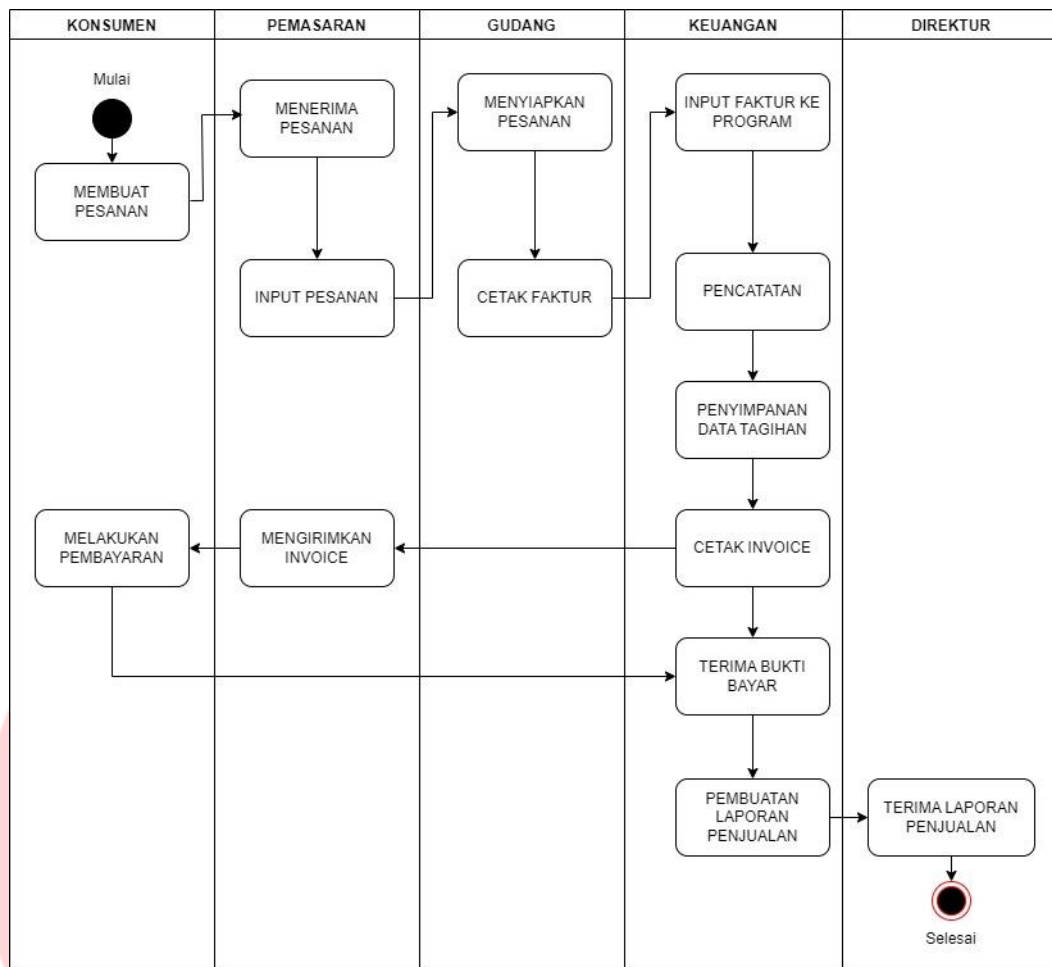 KONSUMEN
PEMASARAN
GUDANG
KEUANGAN
DIREKTUR
Mulai
MENERIMA
PESANAN
MENYIAPKAN
PESANAN
INPUT FAKTUR KE
PROGRAM
MEMBUAT
PESANAN
INPUT PESANAN
CETAK FAKTUR
PENCATATAN
PENYIMPANAN
DATA TAGIHAN
MELAKUKAN
PEMBAYARAN
MENGIRIMKAN
INVOICE
CETAK INVOICE
TERIMA BUKTI
BAYAR
PEMBUATAN
LAPORAN
PENJUALAN
TERIMA LAPORAN
PENJUALAN
Selesai